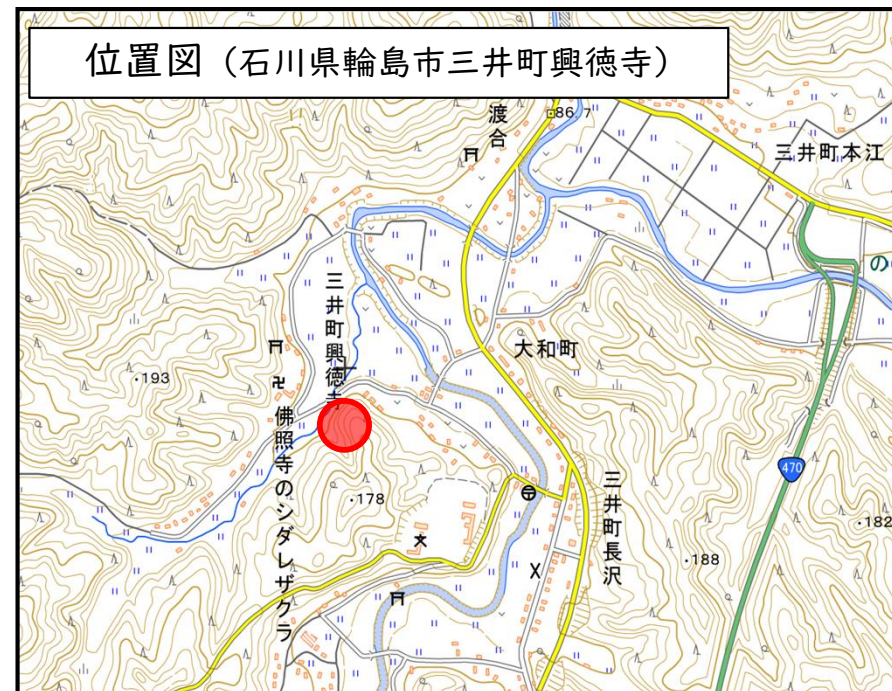 位置図（石川県輪島市三井町興徳寺）
86.7
渡合
三井町本江
の
三井町興徳寺
大和町
193
佛照寺のシダレザクラ
470
178
三井町長沢
182
188